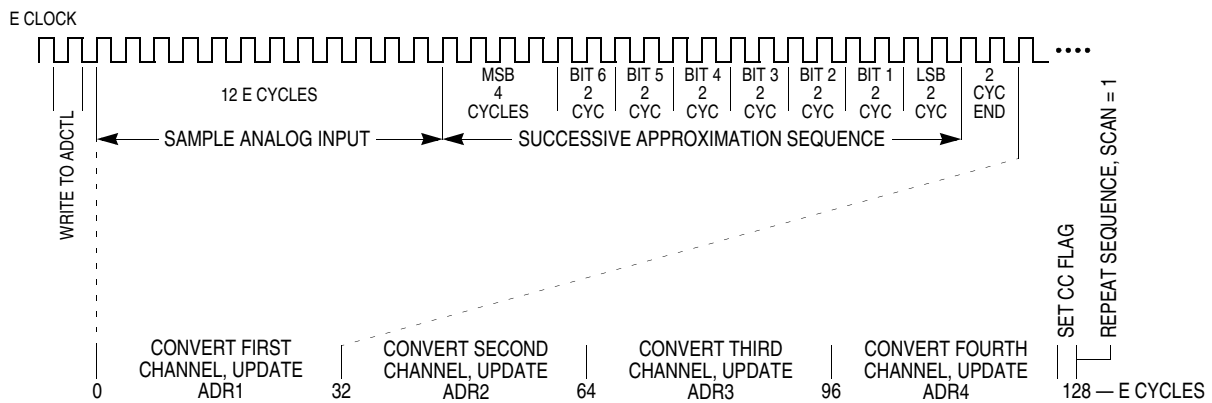 E CLOCK
12 E CYCLES
MSB
4
CYCLES
BIT 6
2
CYC
BIT 5
2
CYC
BIT 4
2
CYC
BIT 3
2
CYC
BIT 2
2
CYC
BIT 1
2
CYC
LSB
2
CYC
2
CYC
END
WRITE TO ADCTL
SAMPLE ANALOG INPUT
SUCCESSIVE APPROXIMATION SEQUENCE
SET CC FLAG
REPEAT SEQUENCE, SCAN = 1
CONVERT FIRST
CHANNEL, UPDATE
ADR1
CONVERT SECOND
CHANNEL, UPDATE
ADR2
CONVERT THIRD
CHANNEL, UPDATE
ADR3
CONVERT FOURTH
CHANNEL, UPDATE
ADR4
0
32
64
96
128 — E CYCLES